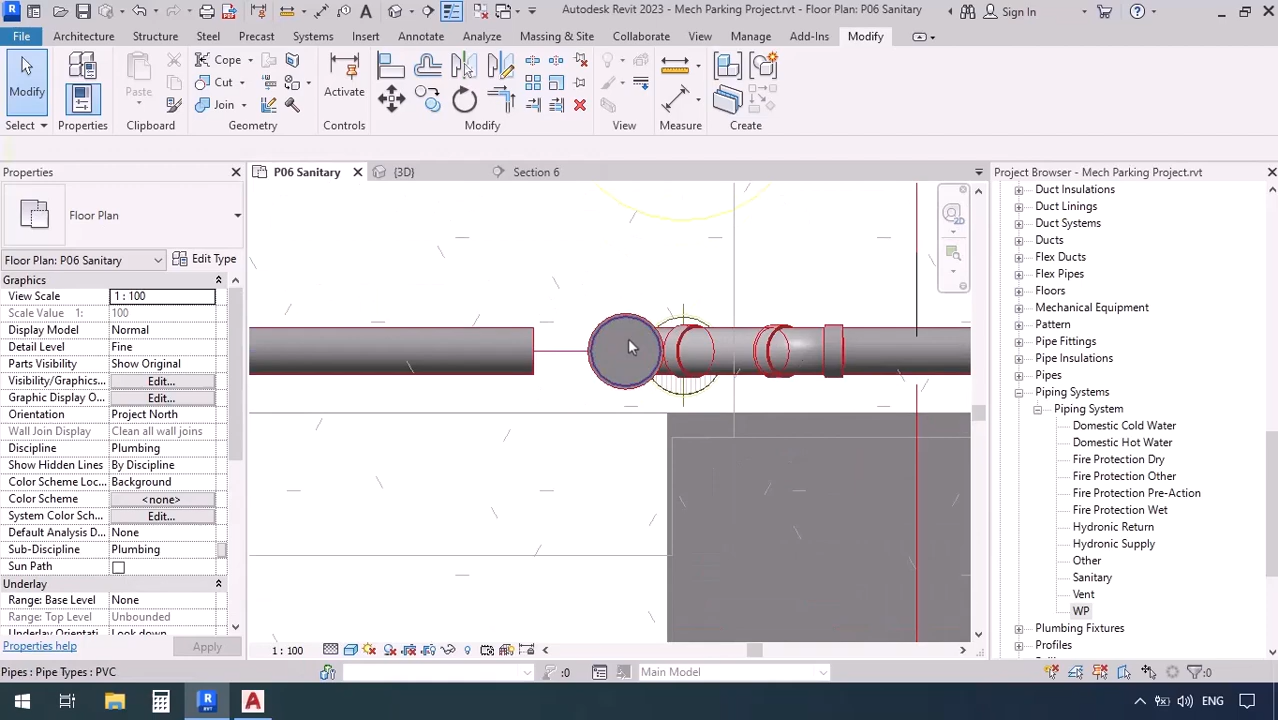 Autodesk Revit 2023 - Mech Parking Project.rvt - Floor Plan: P06 Sanitary
Sign In
File Architecture Structure Steel Precast Systems Insert Annotate Analyze Massing & Site Collaborate View Manage Add-Ins Modify
Modify
Paste
Cope
Cut
Join
Activate
Select
Properties
Clipboard
Geometry
Controls
Modify
View
Measure
Create
Properties
P06 Sanitary
{3D}
Section 6
Project Browser - Mech Parking Project.rvt
Floor Plan
Floor Plan: P06 Sanitary
Edit Type
Graphics
View Scale 1 : 100
Scale Value 1: 100
Display Model Normal
Detail Level Fine
Parts Visibility Show Original
Visibility/Graphics... Edit...
Graphic Display O... Edit...
Orientation Project North
Wall Join Display Clean all wall joins
Discipline Plumbing
Show Hidden Lines By Discipline
Color Scheme Loc... Background
Color Scheme <none>
System Color Sch... Edit...
Default Analysis D... None
Sub-Discipline Plumbing
Sun Path
Underlay
Range: Base Level None
Range: Top Level Unbounded
Underlay Orientati... Look down
Properties help
Apply
2D
Duct Insulations
Duct Linings
Duct Systems
Ducts
Flex Ducts
Flex Pipes
Floors
Mechanical Equipment
Pattern
Pipe Fittings
Pipe Insulations
Pipes
Piping Systems
Piping System
Domestic Cold Water
Domestic Hot Water
Fire Protection Dry
Fire Protection Other
Fire Protection Pre-Action
Fire Protection Wet
Hydronic Return
Hydronic Supply
Other
Sanitary
Vent
WP
Plumbing Fixtures
Profiles
1 : 100
Pipes : Pipe Types : PVC
:0
Main Model
:0
ENG